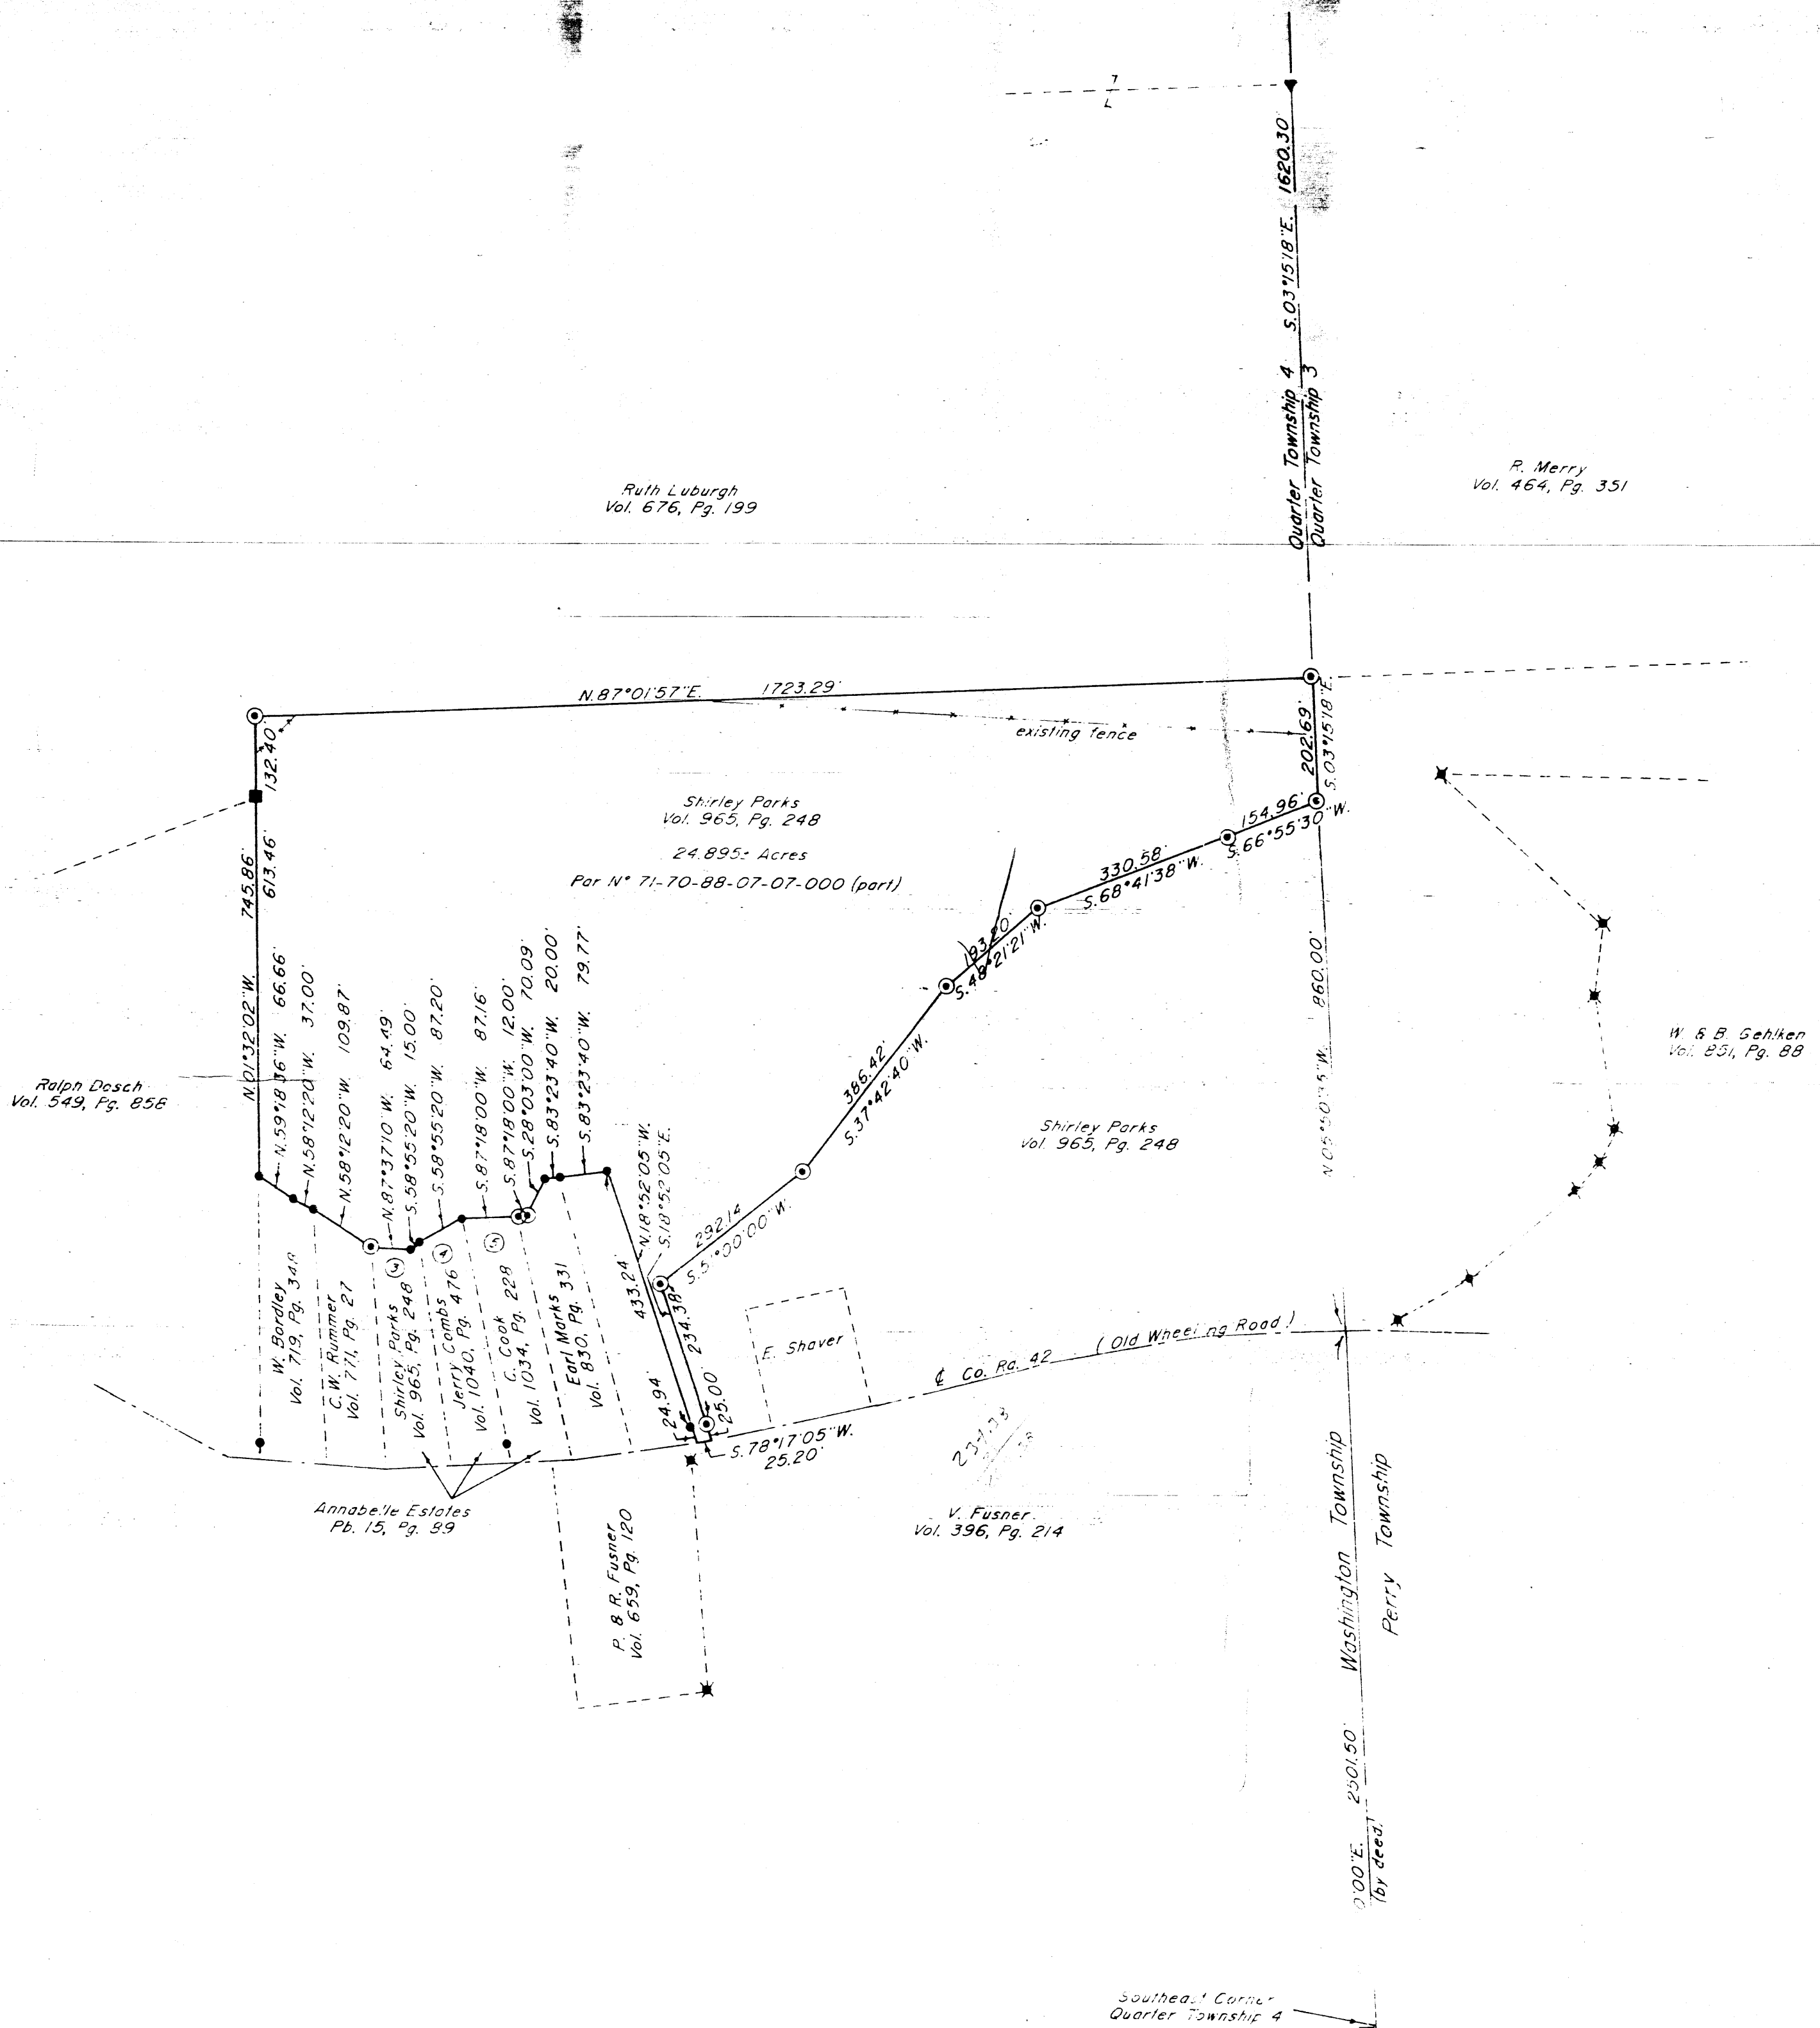 7
L
S.03°15'18"E. 1620.30'
Quarter Township 4
Quarter Township 3
R. Merry
Vol. 464, Pg. 351
Ruth Luburgh
Vol. 676, Pg. 199
N.87°01'57"E. 1723.29'
existing fence
202.69'
S.03°15'18"E.
132.40'
745.86'
613.46'
N.01°32'02"W.
Shirley Parks
Vol. 965, Pg. 248
24.895± Acres
Par Nº 71-70-88-07-07-000 (part)
154.96'
S.66°55'30"W.
330.58'
S.68°41'38"W.
193.20'
S.48°21'21"W.
386.42'
S.37°42'40"W.
292.14'
S.51°00'00"W.
860.00'
W. & B. Gehlken
Vol. 851, Pg. 88
Ralph Dosch
Vol. 549, Pg. 856
N.59°18'36"W. 66.66'
N.58°12'20"W. 37.00'
N.58°12'20"W. 109.87'
N.87°37'10"W. 64.49'
S.58°55'20"W. 15.00'
S.58°55'20"W. 87.20'
S.87°18'00"W. 87.16'
S.87°18'00"W. 12.00'
S.28°03'00"W. 70.09'
S.83°23'40"W. 20.00'
S.83°23'40"W. 79.77'
N.18°52'05"W.
S.18°52'05"E.
433.24'
234.38'
24.94'
25.00'
S.78°17'05"W.
25.20'
Shirley Parks
Vol. 965, Pg. 248
W. Bordley
Vol. 719, Pg. 348
C.W. Rummer
Vol. 771, Pg. 27
Shirley Parks
Vol. 965, Pg. 248
3
Jerry Combs
Vol. 1040, Pg. 476
4
C. Cook
Vol. 1034, Pg. 228
5
Earl Marks
Vol. 830, Pg. 331
E. Shaver
℄ Co. Rd. 42 (Old Wheeling Road)
Annabelle Estates
Pb. 15, Pg. 89
P. & R. Fusner
Vol. 659, Pg. 120
V. Fusner
Vol. 396, Pg. 214
Washington Township
Perry Township
2501.50'
(by deed)
Southeast Corner
Quarter Township 4